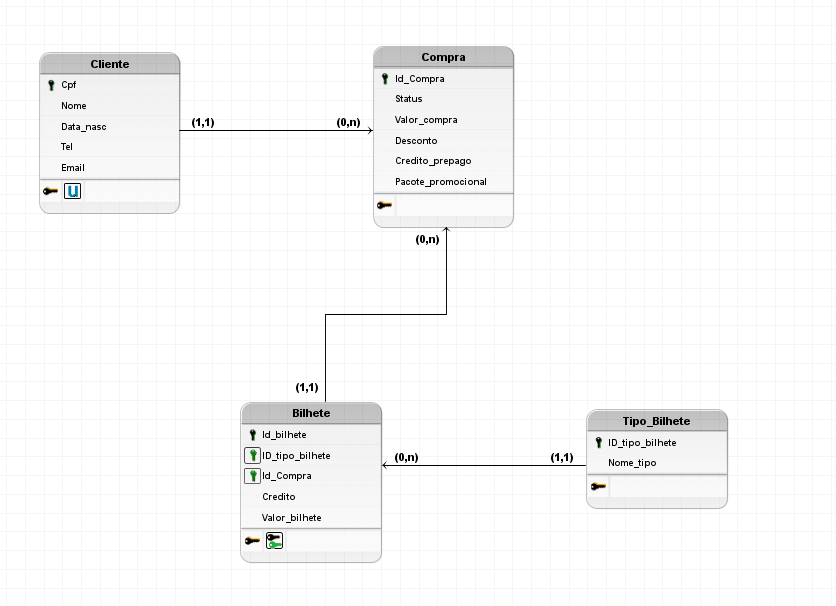 Cliente
Cpf
Nome
Data_nasc
Tel
Email
U
(1,1)
(0,n)
Compra
Id_Compra
Status
Valor_compra
Desconto
Credito_prepago
Pacote_promocional
(0,n)
(1,1)
Bilhete
Id_bilhete
ID_tipo_bilhete
Id_Compra
Credito
Valor_bilhete
(0,n)
(1,1)
Tipo_Bilhete
ID_tipo_bilhete
Nome_tipo